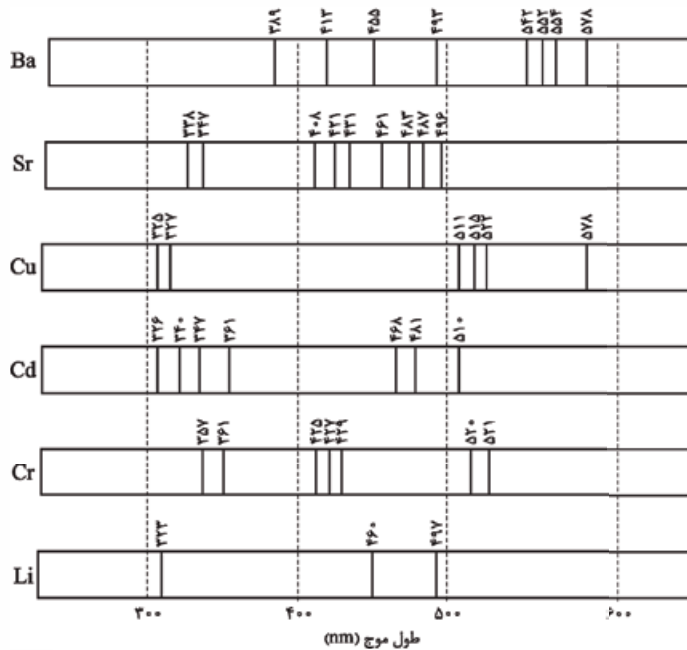 ۳۸۹ ۴۱۳ ۴۵۵ ۴۹۳ ۵۴۲ ۵۵۲ ۵۵۴ ۵۷۸
Ba
۳۳۸ ۳۴۷ ۴۰۸ ۴۲۱ ۴۳۱ ۴۶۱ ۴۸۳ ۴۸۷ ۴۹۶
Sr
۳۲۵ ۳۲۷ ۵۱۱ ۵۱۵ ۵۲۲ ۵۷۸
Cu
۳۲۶ ۳۴۰ ۳۴۷ ۳۶۱ ۴۶۸ ۴۸۱ ۵۱۰
Cd
۳۵۷ ۳۶۱ ۴۲۵ ۴۲۷ ۴۲۹ ۵۲۰ ۵۲۱
Cr
۳۲۳ ۴۶۰ ۴۹۷
Li
۳۰۰ ۴۰۰ ۵۰۰ ۶۰۰
طول موج (nm)